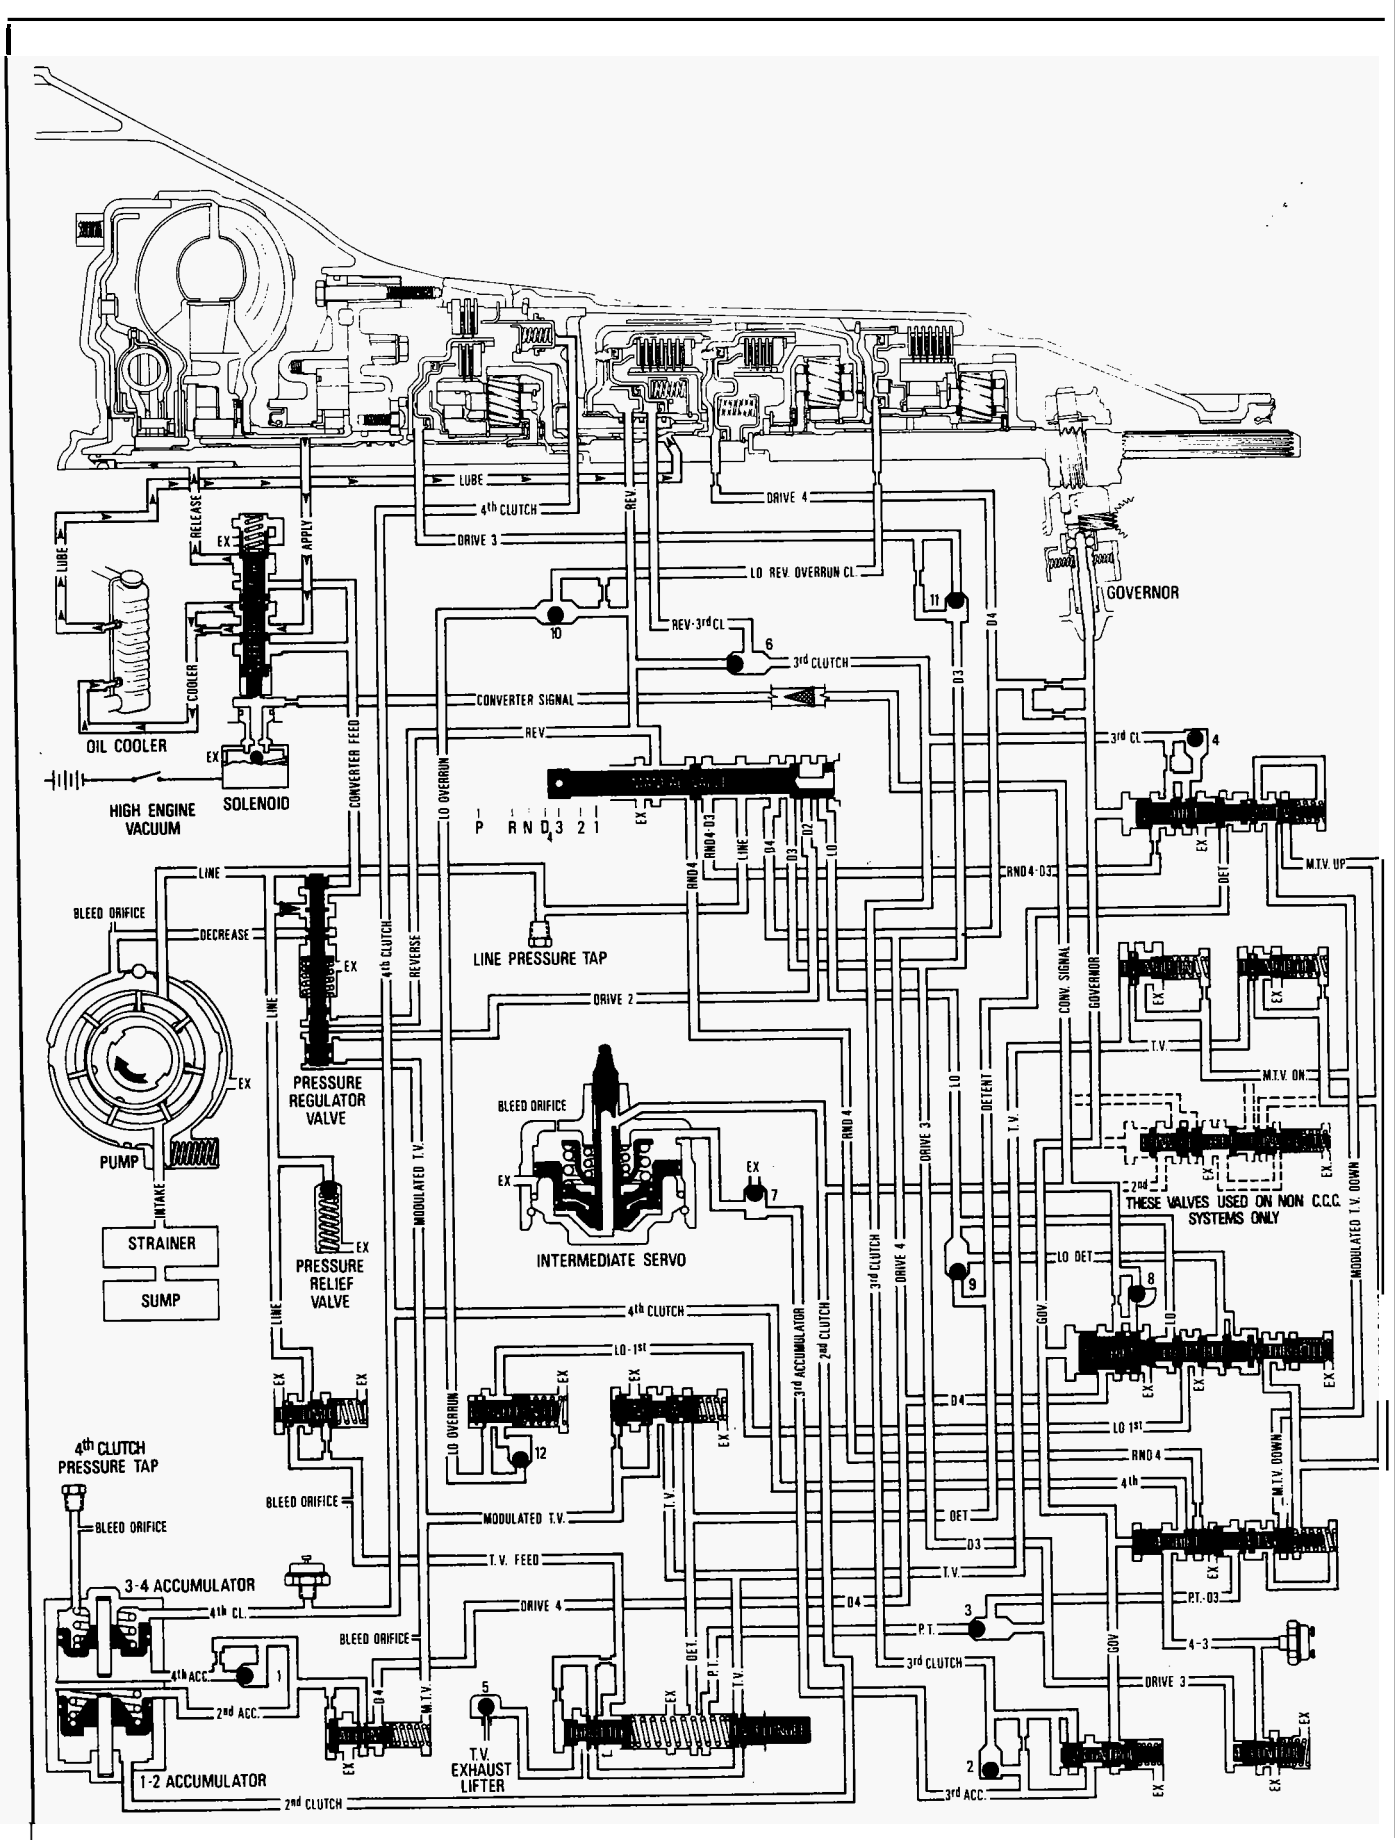 LUBE
4th CLUTCH
REV.
DRIVE 4
DRIVE 3
RELEASE
EX
APPLY
LUBE
LO REV. OVERRUN CL.
GOVERNOR
11
10
D4
REV-3rd CL
6
3rd CLUTCH
D3
COOLER
CONVERTER SIGNAL
CONVERTER FEED
REV
3rd CL
4
OIL COOLER
EX
SOLENOID
HIGH ENGINE
VACUUM
LO OVERRUN
P R N D 3 2 1
4
EX
RND4-D3
LINE
D4
D3
D2
LO
EX
DET
RND4
RND4-D3
M.T.V. UP
LINE
BLEED ORIFICE
DECREASE
EX
4th CLUTCH
REVERSE
LINE PRESSURE TAP
LINE
DRIVE 2
CONV. SIGNAL
GOVERNOR
EX
EX
T.V.
M.T.V. ON
EX
PRESSURE
REGULATOR
VALVE
BLEED ORIFICE
LO
DETENT
T.V.
PUMP
INTAKE
MODULATED T.V.
EX
EX
7
RND 4
DRIVE 3
2nd
EX
EX
THESE VALVES USED ON NON C.C.C.
SYSTEMS ONLY
MODULATED T.V. DOWN
STRAINER
EX
PRESSURE
RELIEF
VALVE
INTERMEDIATE SERVO
3rd CLUTCH
DRIVE 4
9
LO DET
8
SUMP
LINE
4th CLUTCH
3rd ACCUMULATOR
2nd CLUTCH
GOV.
LO
LO-1st
EX
EX
LO OVERRUN
EX
EX
EX
EX
EX
EX
D4
LO 1st
12
4th CLUTCH
PRESSURE TAP
RND 4
4th
M.T.V. DOWN
BLEED ORIFICE
T.V.
BLEED ORIFICE
MODULATED T.V.
DET
D3
T.V. FEED
T.V.
EX
3-4 ACCUMULATOR
4th CL.
DRIVE 4
D4
P.T.-D3
3
P.T.
BLEED ORIFICE
GOV
4-3
4th ACC.
1
DET.
P.T.
T.V.
3rd CLUTCH
DRIVE 3
2nd ACC.
D4
M.T.V.
5
EX
EX
T.V.
EXHAUST
LIFTER
EX
2
1-2 ACCUMULATOR
3rd ACC.
EX
EX
2nd CLUTCH